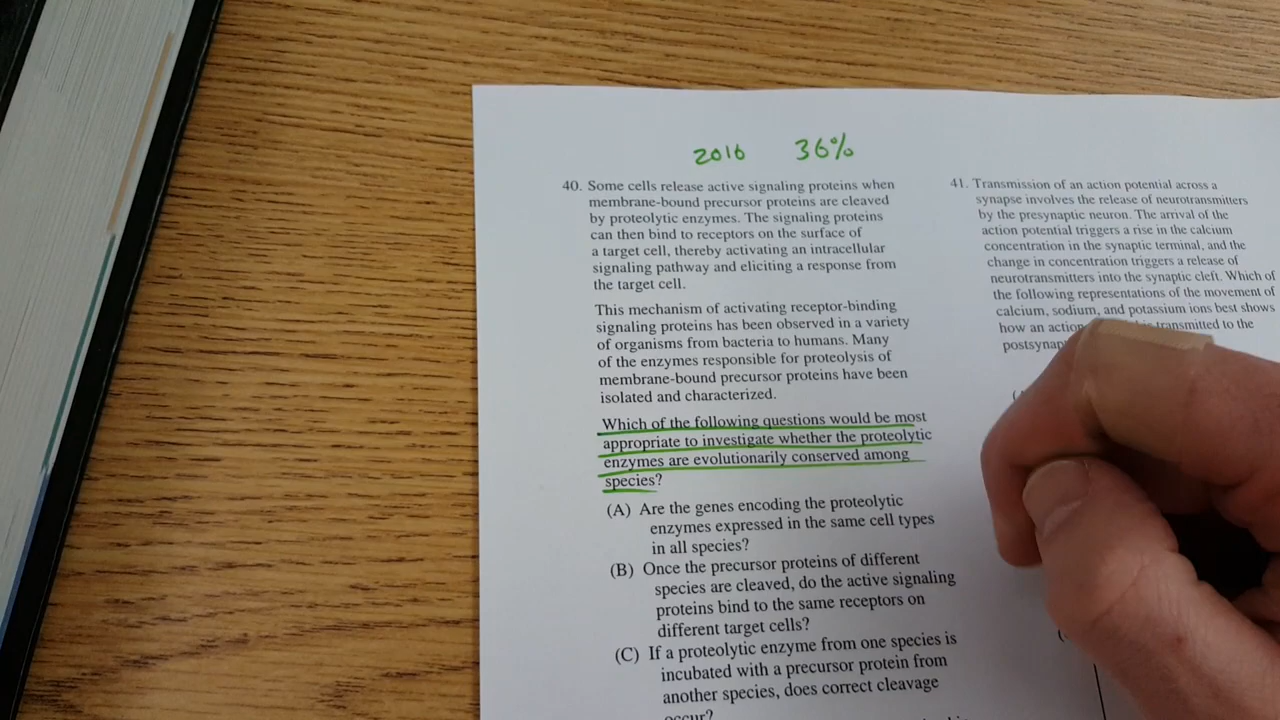 2016 36%
40. Some cells release active signaling proteins when
membrane-bound precursor proteins are cleaved
by proteolytic enzymes. The signaling proteins
can then bind to receptors on the surface of
a target cell, thereby activating an intracellular
signaling pathway and eliciting a response from
the target cell.
This mechanism of activating receptor-binding
signaling proteins has been observed in a variety
of organisms from bacteria to humans. Many
of the enzymes responsible for proteolysis of
membrane-bound precursor proteins have been
isolated and characterized.
Which of the following questions would be most
appropriate to investigate whether the proteolytic
enzymes are evolutionarily conserved among
species?
(A) Are the genes encoding the proteolytic
enzymes expressed in the same cell types
in all species?
(B) Once the precursor proteins of different
species are cleaved, do the active signaling
proteins bind to the same receptors on
different target cells?
(C) If a proteolytic enzyme from one species is
incubated with a precursor protein from
another species, does correct cleavage
occur?
41. Transmission of an action potential across a
synapse involves the release of neurotransmitters
by the presynaptic neuron. The arrival of the
action potential triggers a rise in the calcium
concentration in the synaptic terminal, and the
change in concentration triggers a release of
neurotransmitters into the synaptic cleft. Which of
the following representations of the movement of
calcium, sodium, and potassium ions best shows
how an transmitted to the